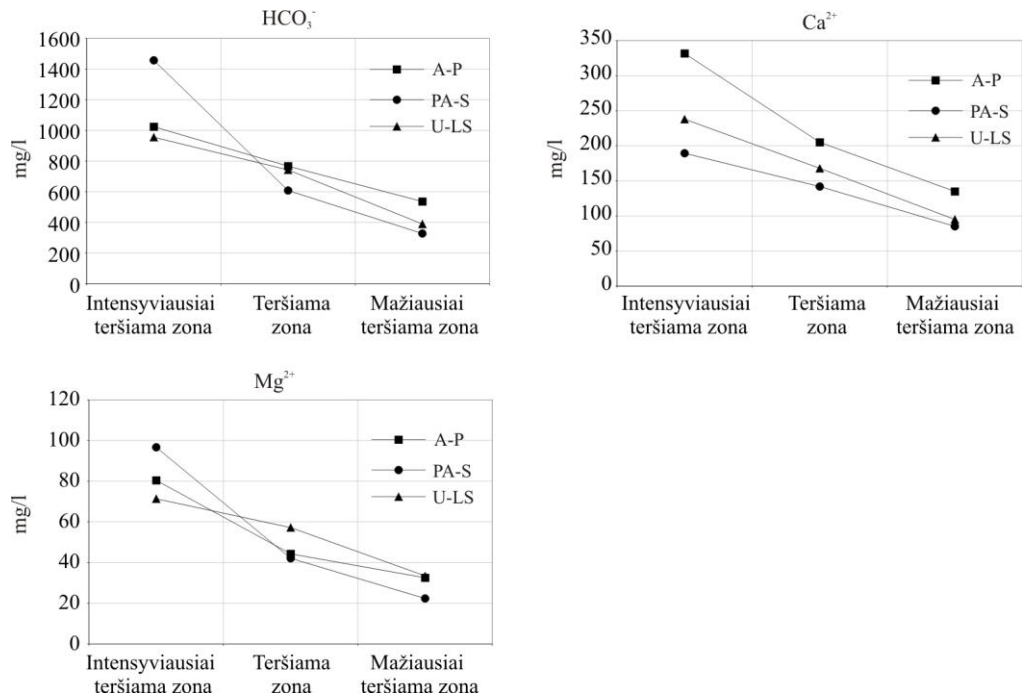 HCO₃⁻
1600
1400
1200
1000
800
600
400
200
0
mg/l
A-P
PA-S
U-LS
Intensyviausiai
teršiama zona
Teršiama
zona
Mažiausiai
teršiama zona
Ca²⁺
350
300
250
200
150
100
50
0
mg/l
A-P
PA-S
U-LS
Intensyviausiai
teršiama zona
Teršiama
zona
Mažiausiai
teršiama zona
Mg²⁺
120
100
80
60
40
20
0
mg/l
A-P
PA-S
U-LS
Intensyviausiai
teršiama zona
Teršiama
zona
Mažiausiai
teršiama zona